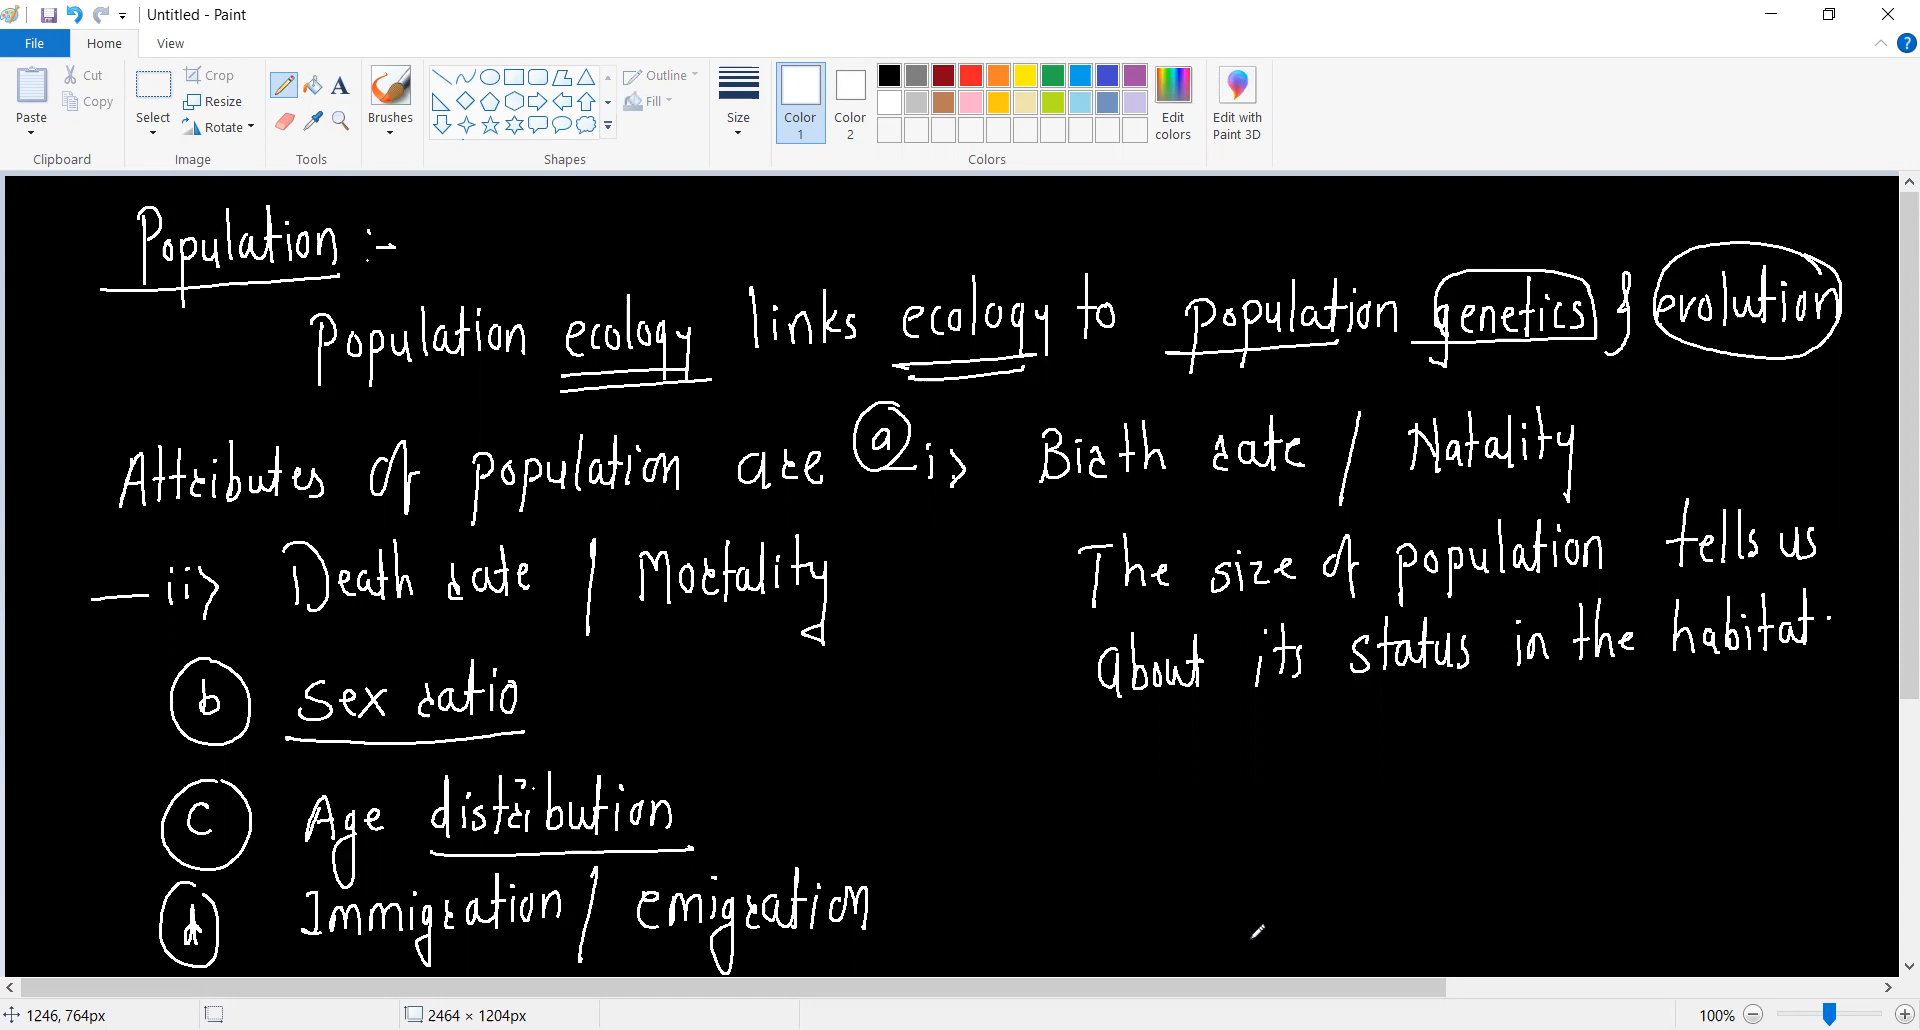 Untitled - Paint
File Home View
Paste Cut Copy Select Crop Resize Rotate Brushes Outline Fill Size Color 1 Color 2 Edit colors Edit with Paint 3D
Clipboard Image Tools Shapes Colors
Population :-
Population ecology links ecology to population genetics & evolution
Attributes of population are (a) i> Birth rate / Natality
ii> Death rate / Mortality
The size of population tells us
about its status in the habitat.
(b) Sex ratio
(c) Age distribution
(d) Immigration / emigration
1246, 764px 2464 × 1204px 100%